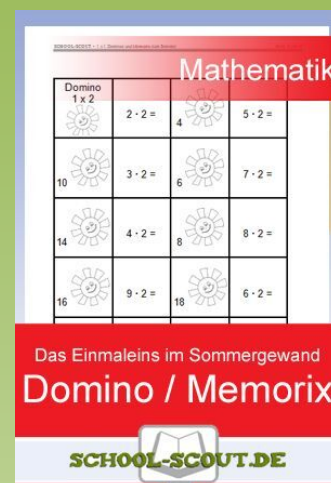 Mathematik
Domino
1 x 2
2 · 2 =
4
5 · 2 =
10
3 · 2 =
6
7 · 2 =
14
4 · 2 =
8
8 · 2 =
16
9 · 2 =
18
6 · 2 =
Das Einmaleins im Sommergewand
Domino / Memorix
SCHOOL-SCOUT.DE